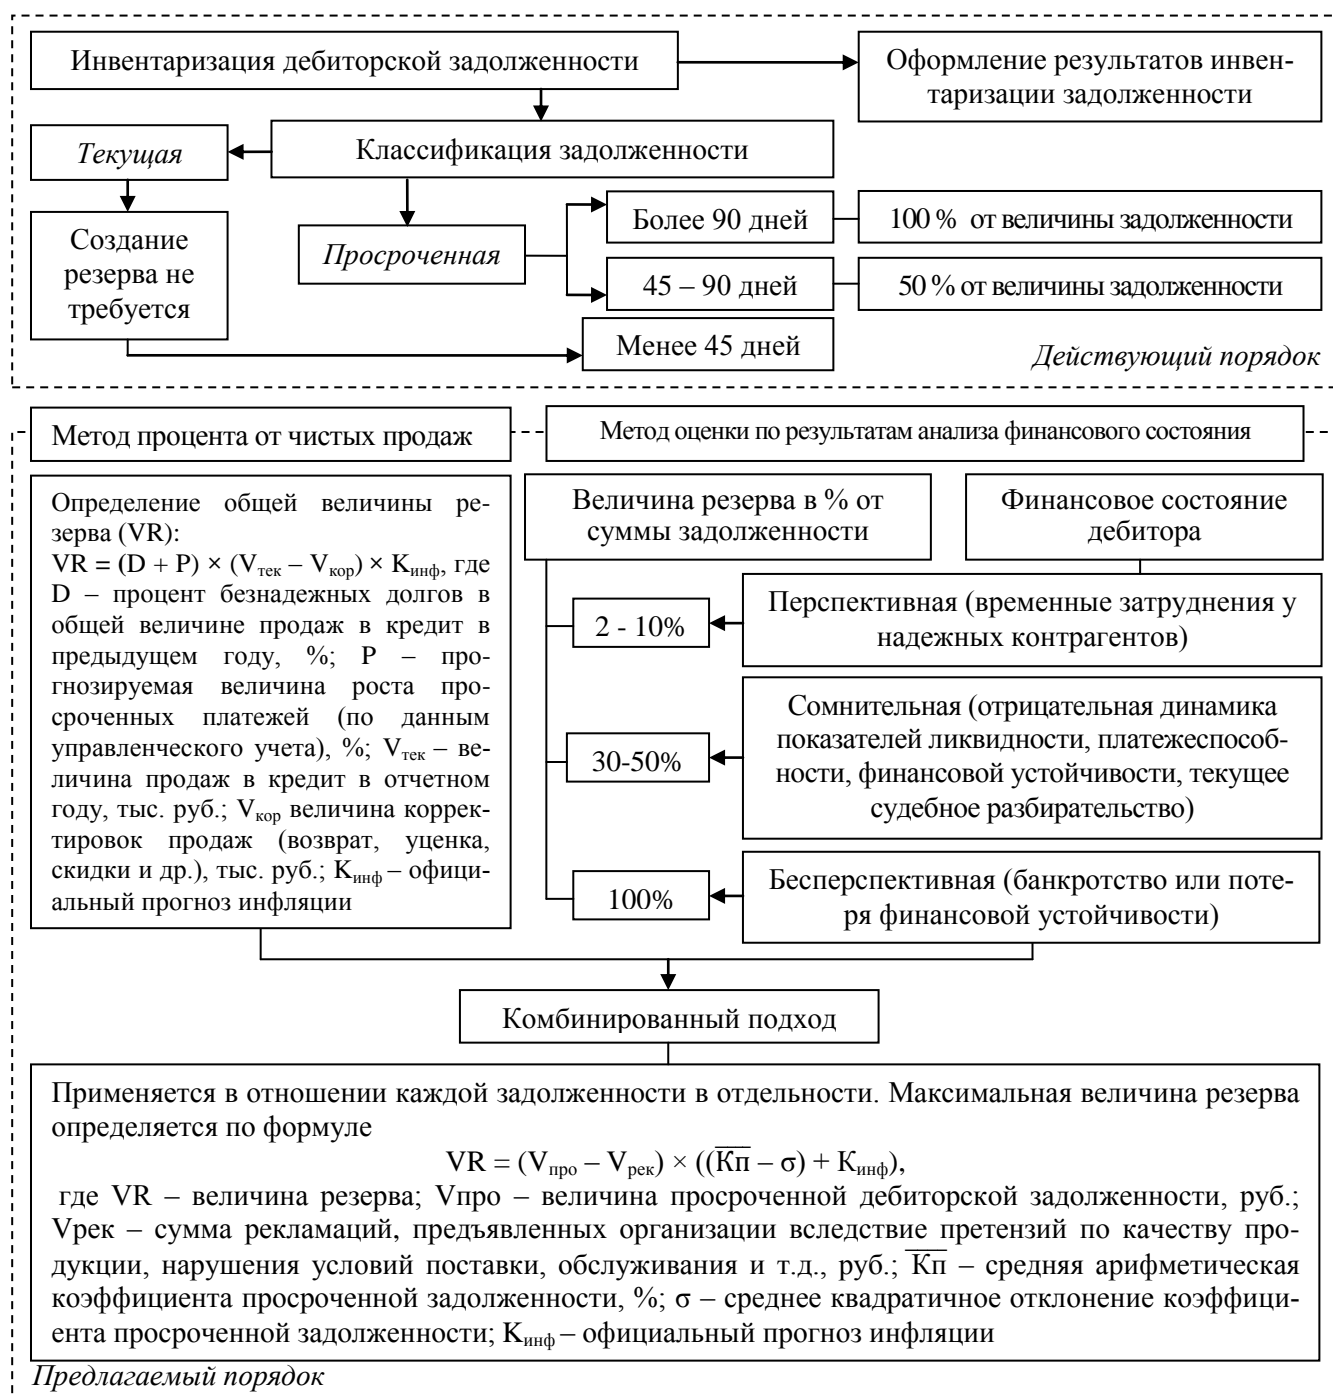 Инвентаризация дебиторской задолженности
Оформление результатов инвен-
таризации задолженности
Текущая
Классификация задолженности
Создание
резерва не
требуется
Просроченная
Более 90 дней
100 % от величины задолженности
45 – 90 дней
50 % от величины задолженности
Менее 45 дней
Действующий порядок
Метод процента от чистых продаж
Метод оценки по результатам анализа финансового состояния
Определение общей величины ре-
зерва (VR):
VR = (D + P) × (Vтек – Vкор) × Kинф, где
D – процент безнадежных долгов в
общей величине продаж в кредит в
предыдущем году, %; P – про-
гнозируемая величина роста про-
сроченных платежей (по данным
управленческого учета), %; Vтек – ве-
личина продаж в кредит в отчетном
году, тыс. руб.; Vкор величина коррек-
тировок продаж (возврат, уценка,
скидки и др.), тыс. руб.; Kинф – офици-
альный прогноз инфляции
Величина резерва в % от
суммы задолженности
Финансовое состояние
дебитора
2 - 10%
Перспективная (временные затруднения у
надежных контрагентов)
30-50%
Сомнительная (отрицательная динамика
показателей ликвидности, платежеспособ-
ности, финансовой устойчивости, текущее
судебное разбирательство)
100%
Бесперспективная (банкротство или поте-
ря финансовой устойчивости)
Комбинированный подход
Применяется в отношении каждой задолженности в отдельности. Максимальная величина резерва
определяется по формуле
VR = (Vпро – Vрек) × ((K̅п̅ – σ) + Kинф),
где VR – величина резерва; Vпро – величина просроченной дебиторской задолженности, руб.;
Vрек – сумма рекламаций, предъявленных организации вследствие претензий по качеству про-
дукции, нарушения условий поставки, обслуживания и т.д., руб.; K̅п̅ – средняя арифметическая
коэффициента просроченной задолженности, %; σ – среднее квадратичное отклонение коэффици-
ента просроченной задолженности; Kинф – официальный прогноз инфляции
Предлагаемый порядок